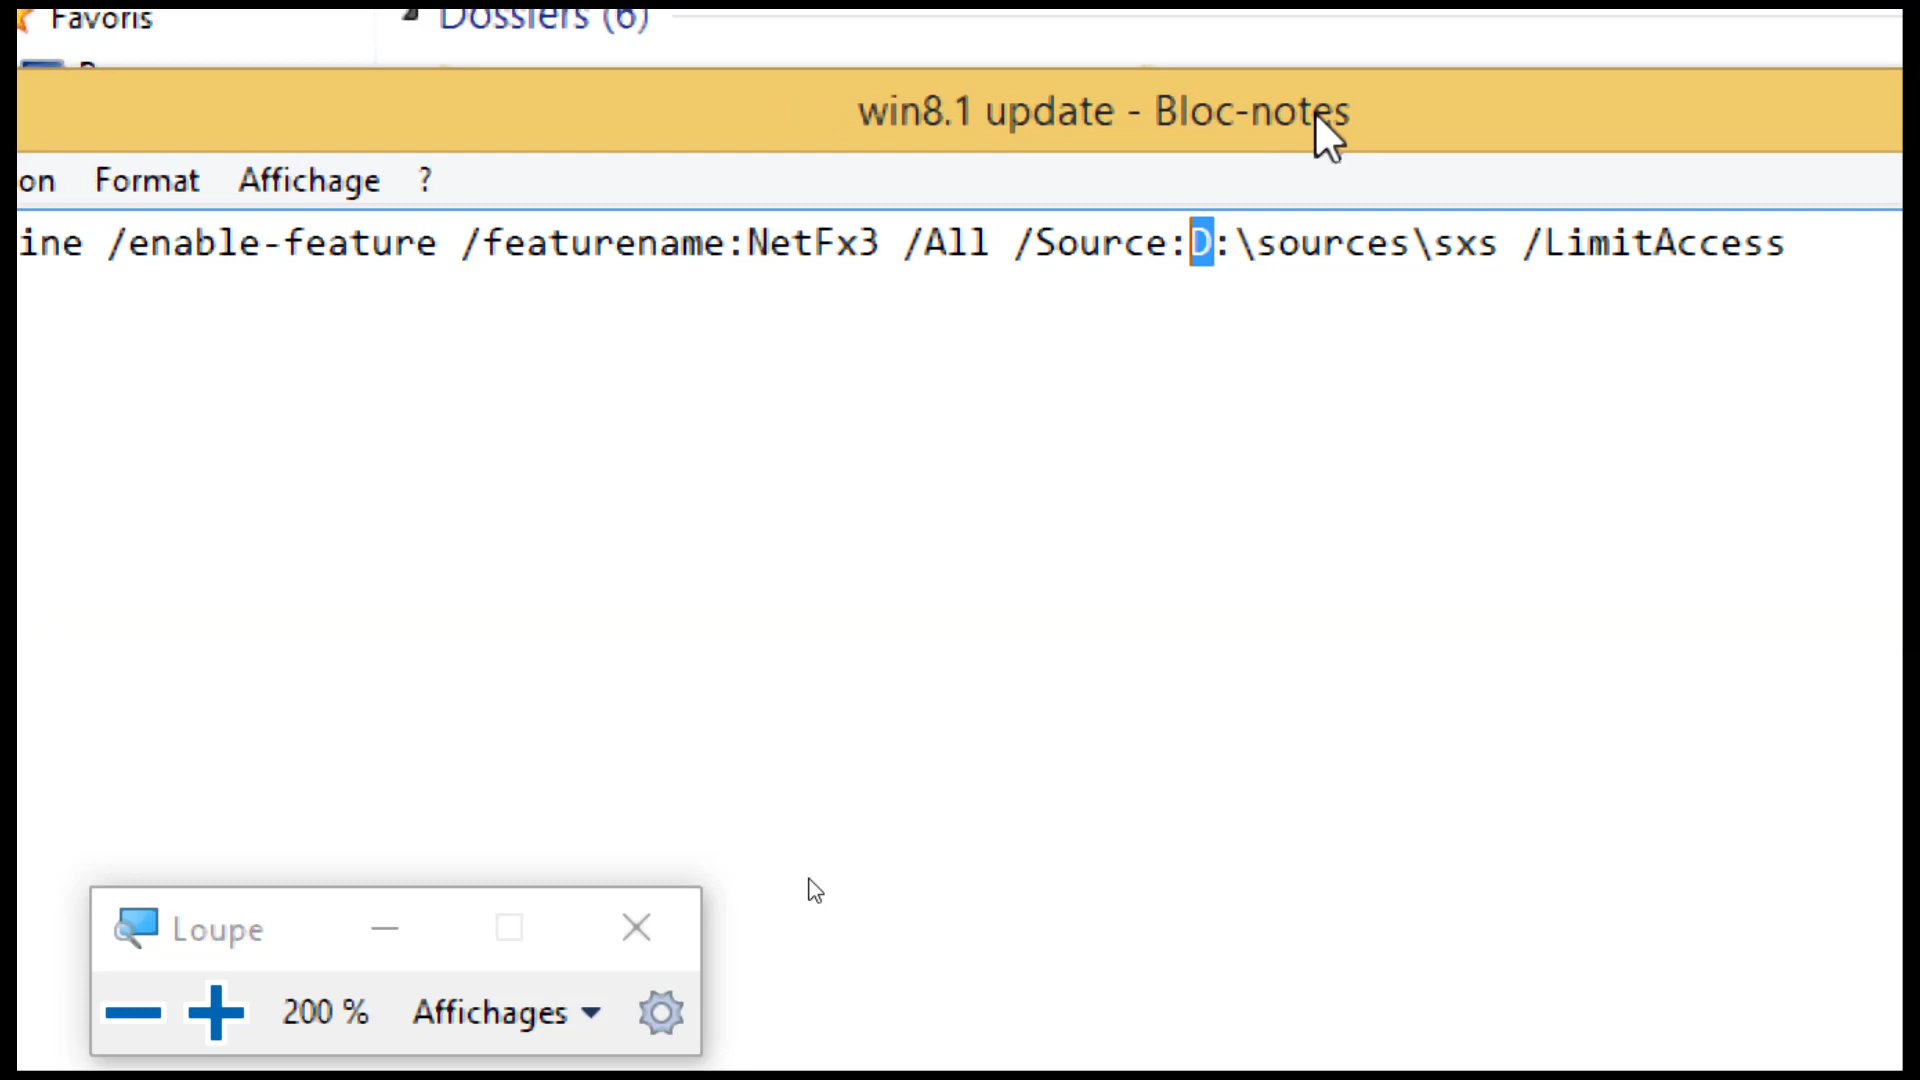 Favoris
Dossiers (6)
win8.1 update - Bloc-notes
on Format Affichage ?
ine /enable-feature /featurename:NetFx3 /All /Source:D:\sources\sxs /LimitAccess
Loupe
200 % Affichages